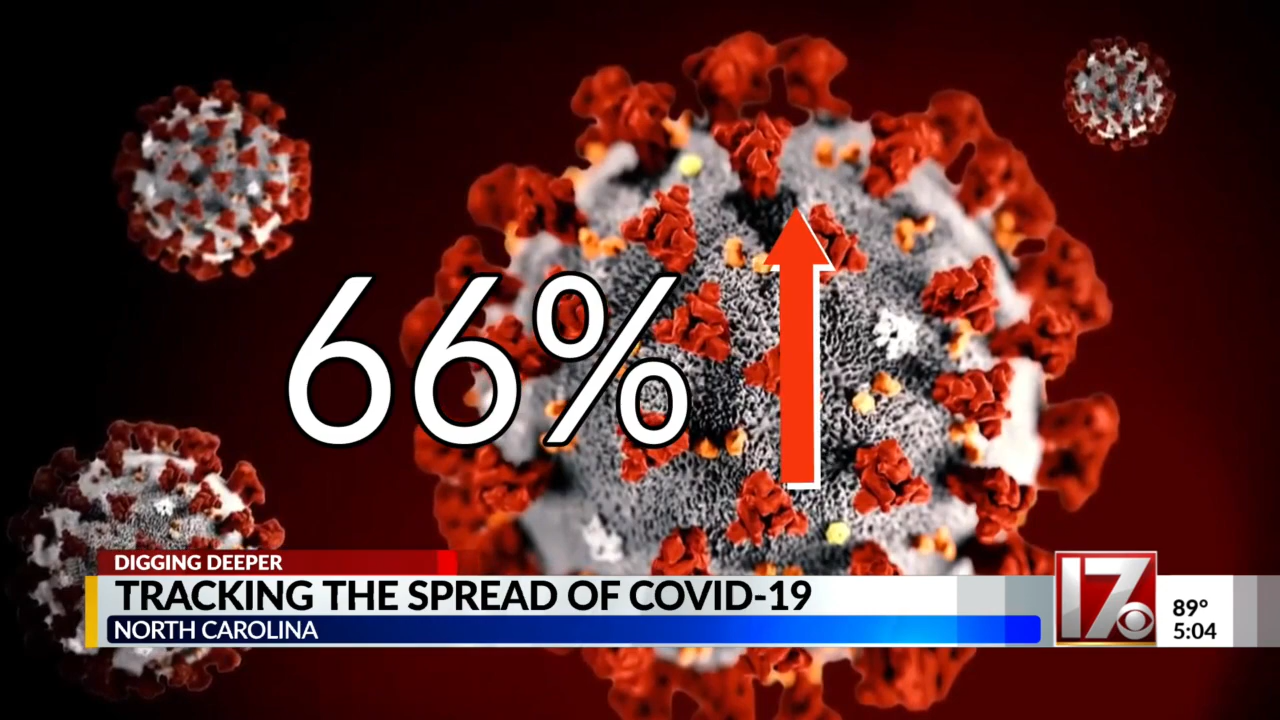 66%
DIGGING DEEPER
TRACKING THE SPREAD OF COVID-19
NORTH CAROLINA
17
89°
5:04